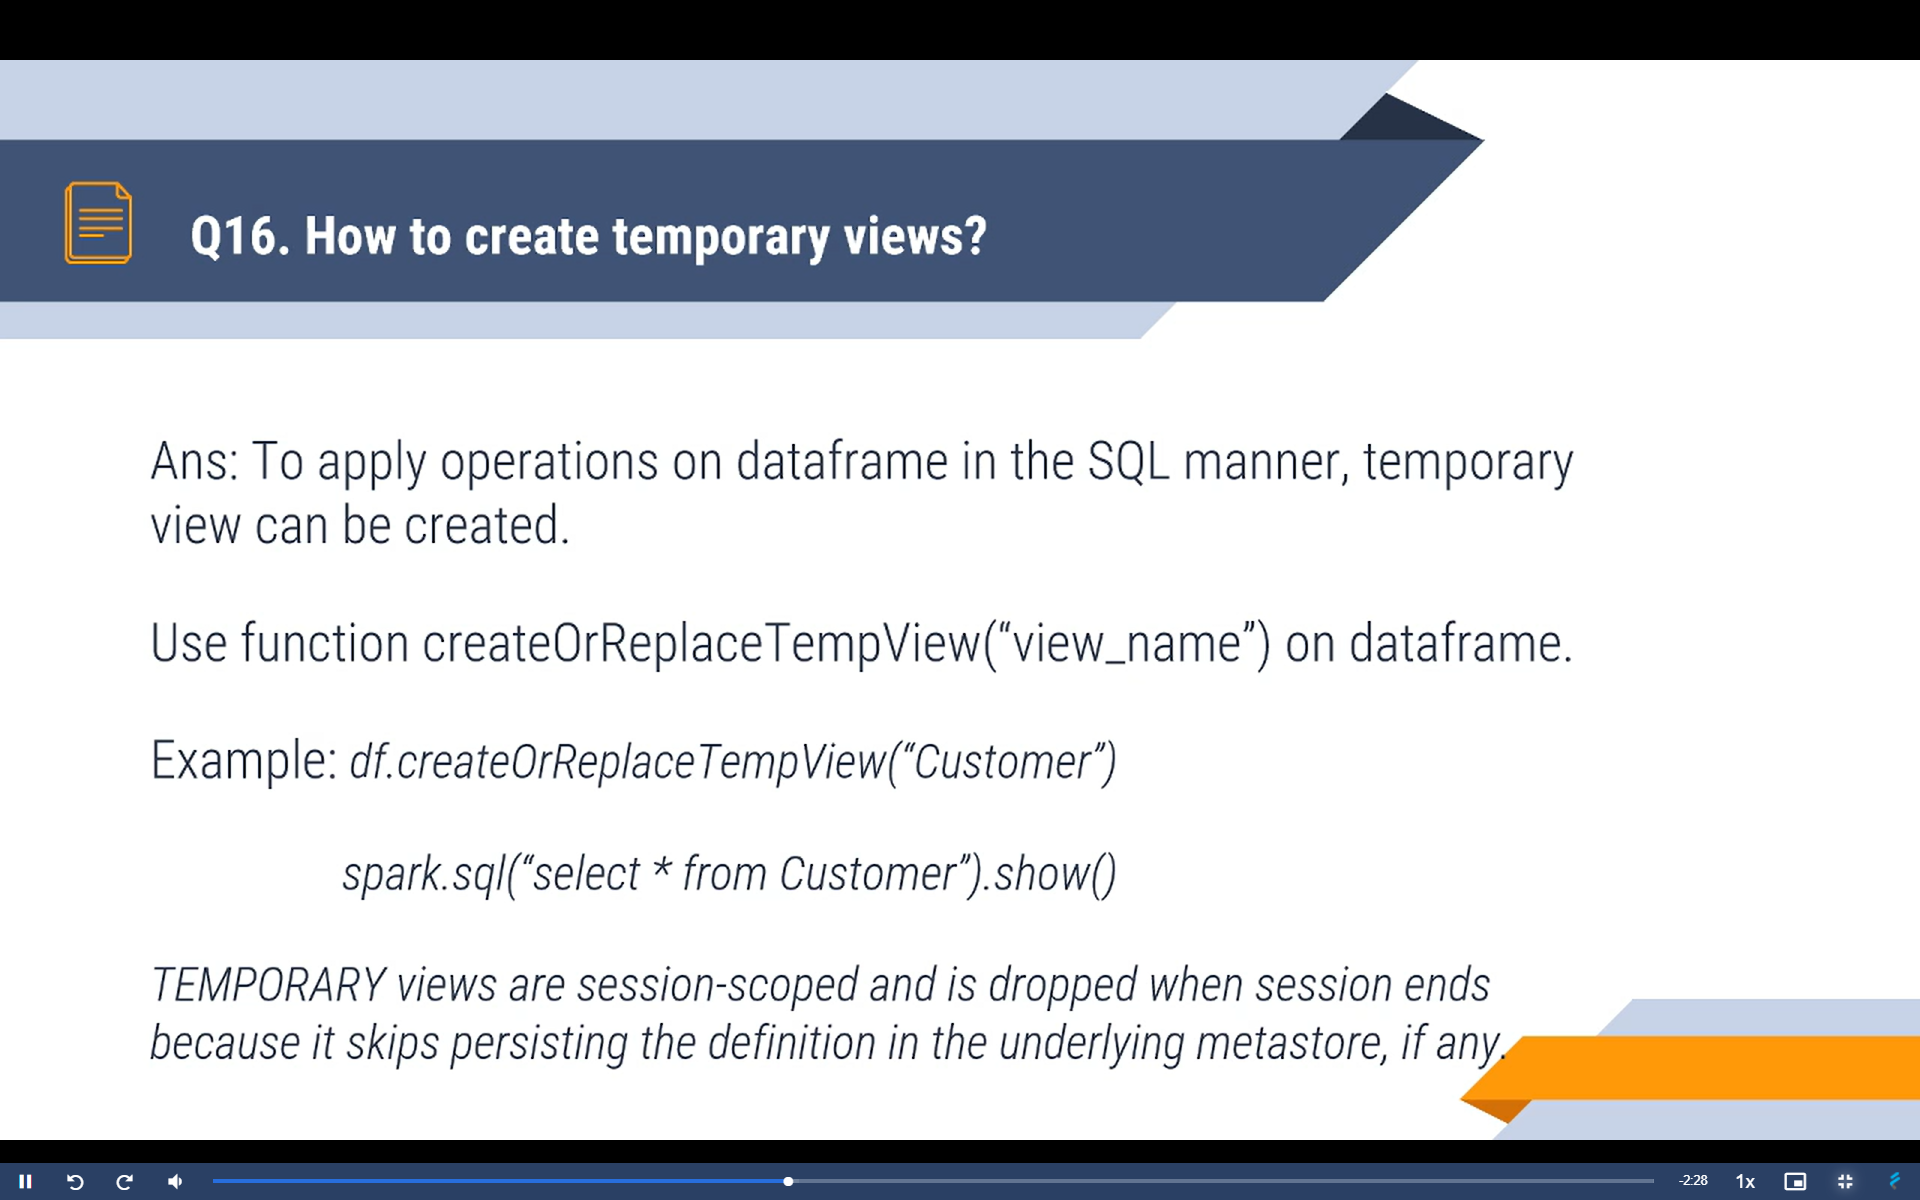 Q16. How to create temporary views?
Ans: To apply operations on dataframe in the SQL manner, temporary
view can be created.
Use function createOrReplaceTempView(“view_name”) on dataframe.
Example: df.createOrReplaceTempView(“Customer”)
spark.sql(“select * from Customer”).show()
TEMPORARY views are session-scoped and is dropped when session ends
because it skips persisting the definition in the underlying metastore, if any.
-2:28 1x